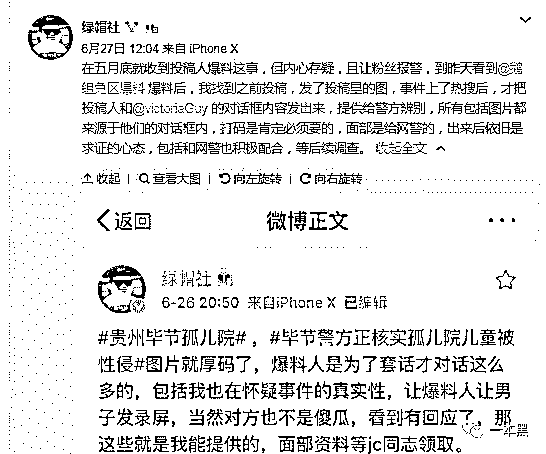 绿帽社
6月27日 12:04 来自 iPhone X
在五月底就收到投稿人爆料这事，但内心存疑，且让粉丝报警，到昨天看到@鹅
组急区爆料 爆料后，我找到之前投稿，发了投稿里的图，事件上了热搜后，才把
投稿人和@victoriaGuy 的对话框内容发出来，提供给警方辨别，所有包括图片都
来源于他们的对话框内，打码是肯定必须要的，面部是给网警的，出来后依旧是
求证的心态，包括和网警也积极配合，等后续调查。 收起全文
收起 | 查看大图 | 向左旋转 | 向右旋转
返回 微博正文
绿帽社
6-26 20:50 来自iPhone X 已编辑
#贵州毕节孤儿院#，#毕节警方正核实孤儿院儿童被
性侵#图片就厚码了，爆料人是为了套话才对话这么
多的，包括我也在怀疑事件的真实性，让爆料人让男
子发录屏，当然对方也不是傻瓜，看到有回应了，那
这些就是我能提供的，面部资料等jc同志领取。
一本黑